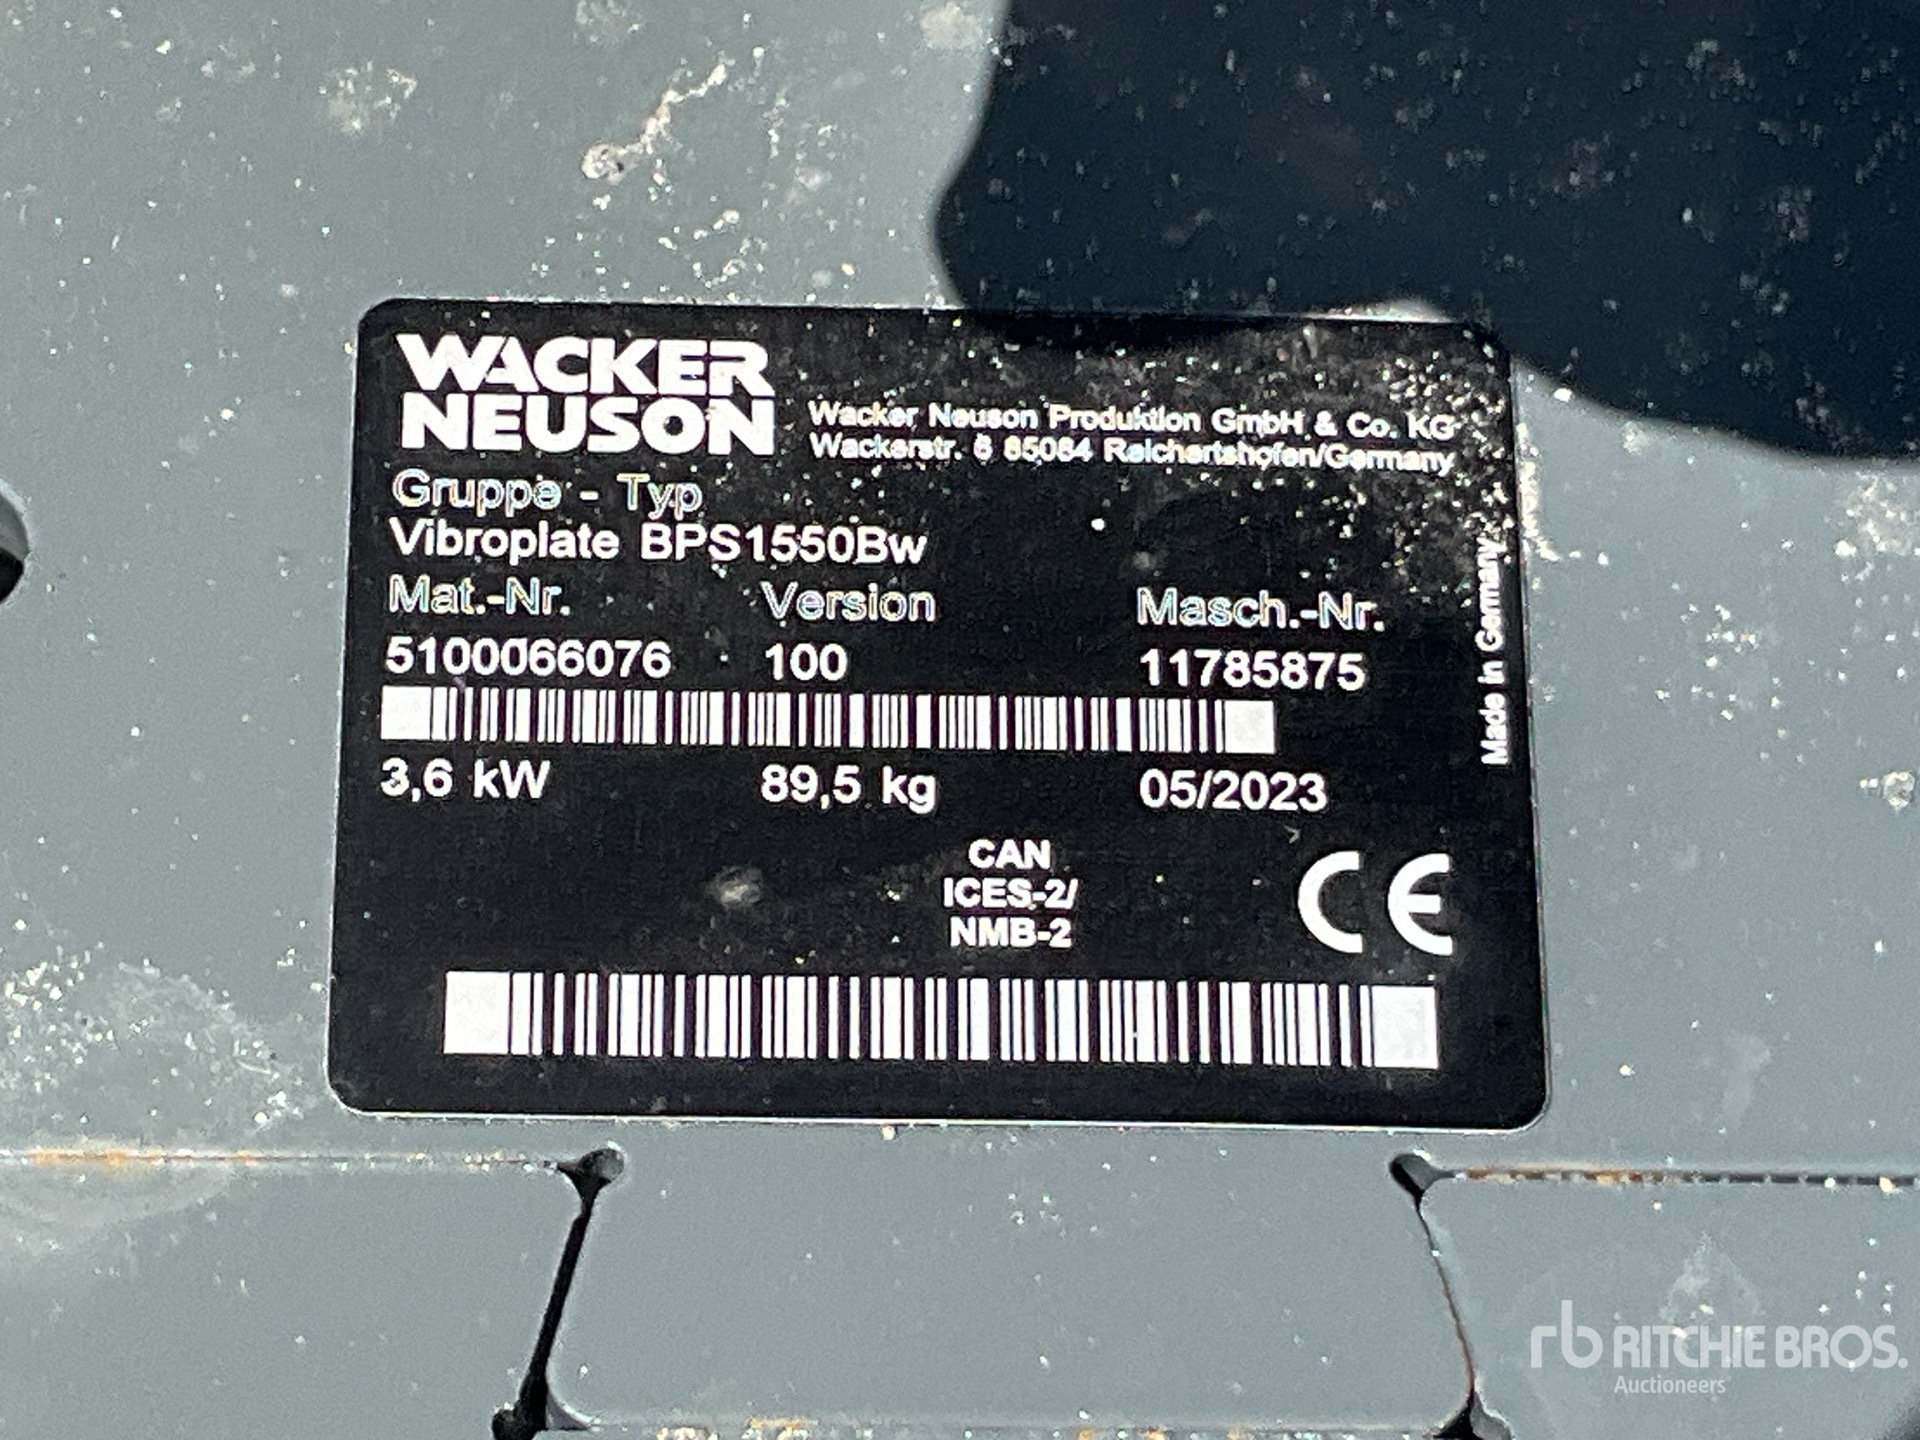 WACKER
NEUSON
Wacker Neuson Produktion GmbH & Co. KG
Wackerstr. 6 85084 Reichertshofen/Germany
Gruppe - Typ
Vibroplate BPS1550Bw
Mat.-Nr. Version Masch.-Nr.
5100066076 100 11785875
3,6 kW 89,5 kg 05/2023
Made in Germany
CAN
ICES-2/
NMB-2
CE
rb RITCHIE BROS.
Auctioneers